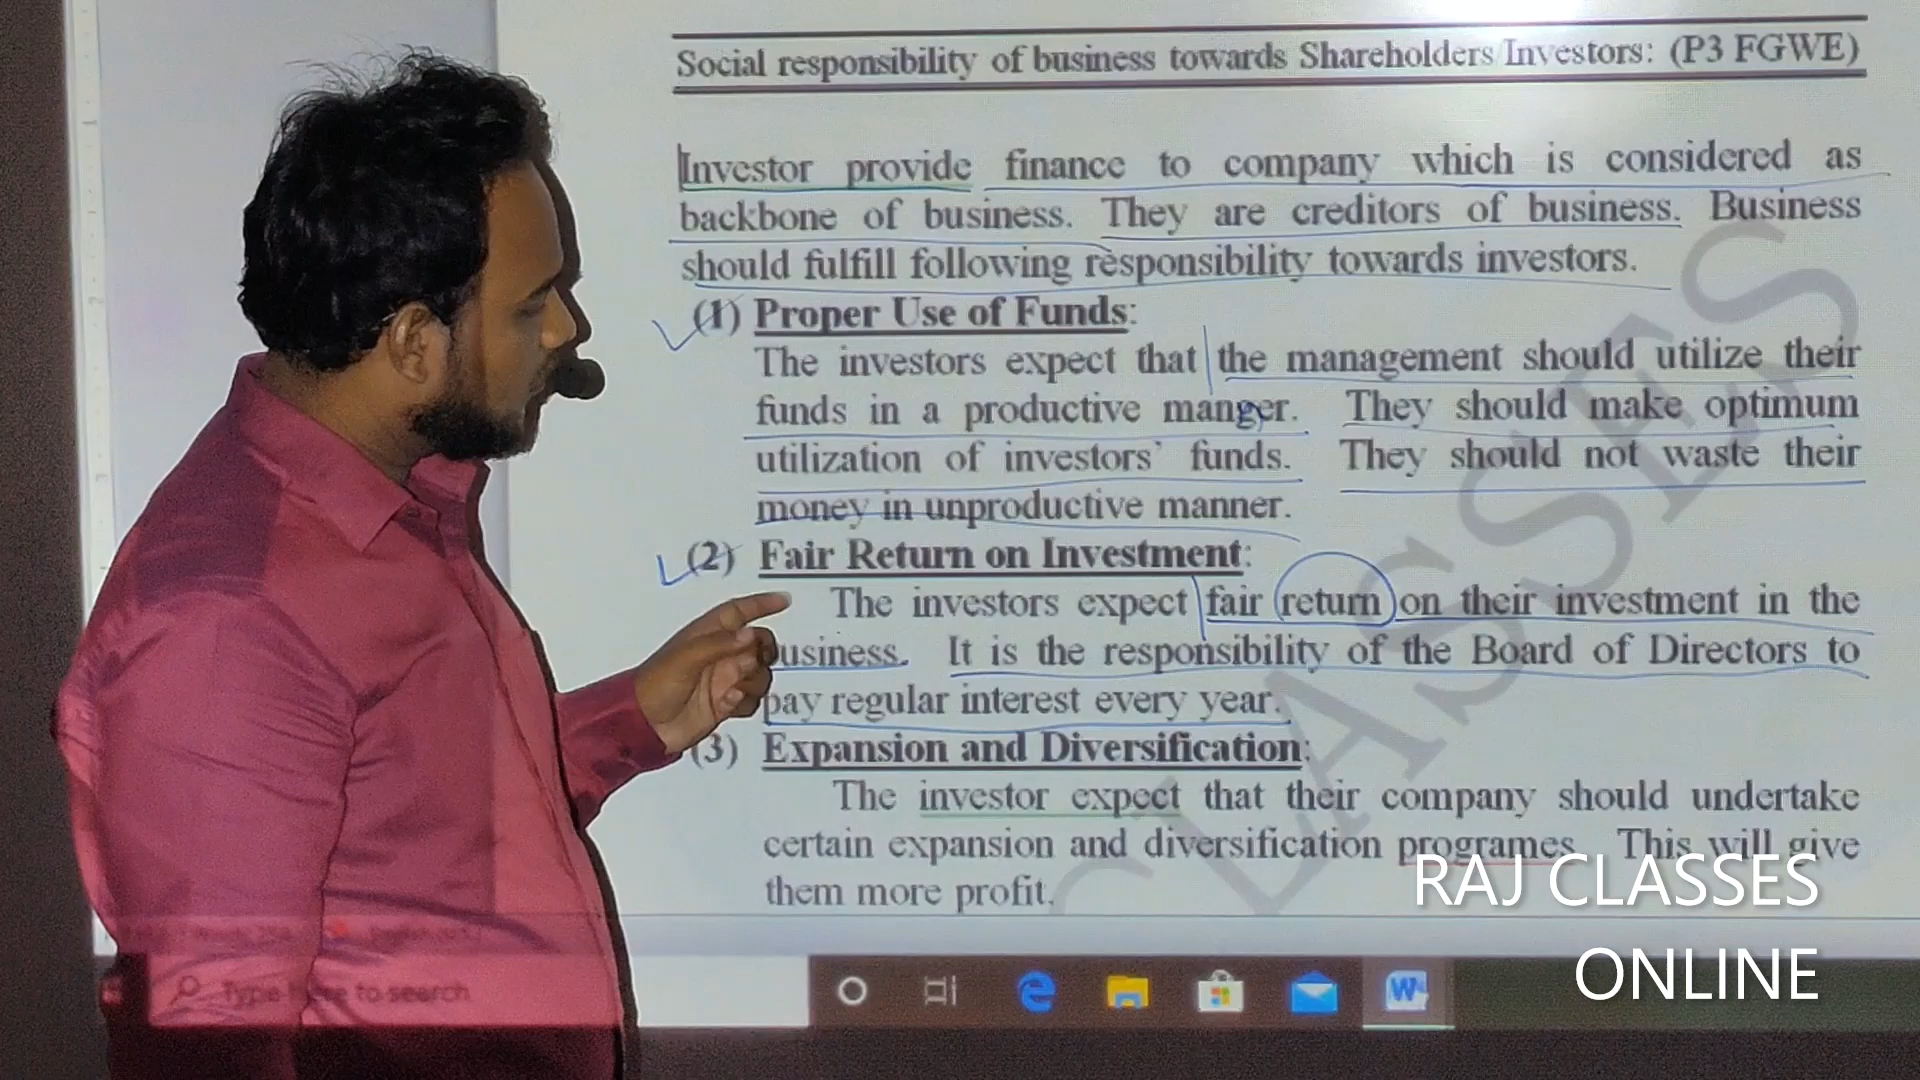 Social responsibility of business towards Shareholders/Investors: (P3 FGWE)
Investor provide finance to company which is considered as
backbone of business. They are creditors of business. Business
should fulfill following responsibility towards investors.
(1) Proper Use of Funds:
The investors expect that the management should utilize their
funds in a productive manger. They should make optimum
utilization of investors' funds. They should not waste their
money in unproductive manner.
(2) Fair Return on Investment:
The investors expect fair return on their investment in the
business. It is the responsibility of the Board of Directors to
pay regular interest every year.
(3) Expansion and Diversification:
The investor expect that their company should undertake
certain expansion and diversification programes. This will give
them more profit.
CLASSES
RAJ CLASSES
ONLINE
Type here to search
W